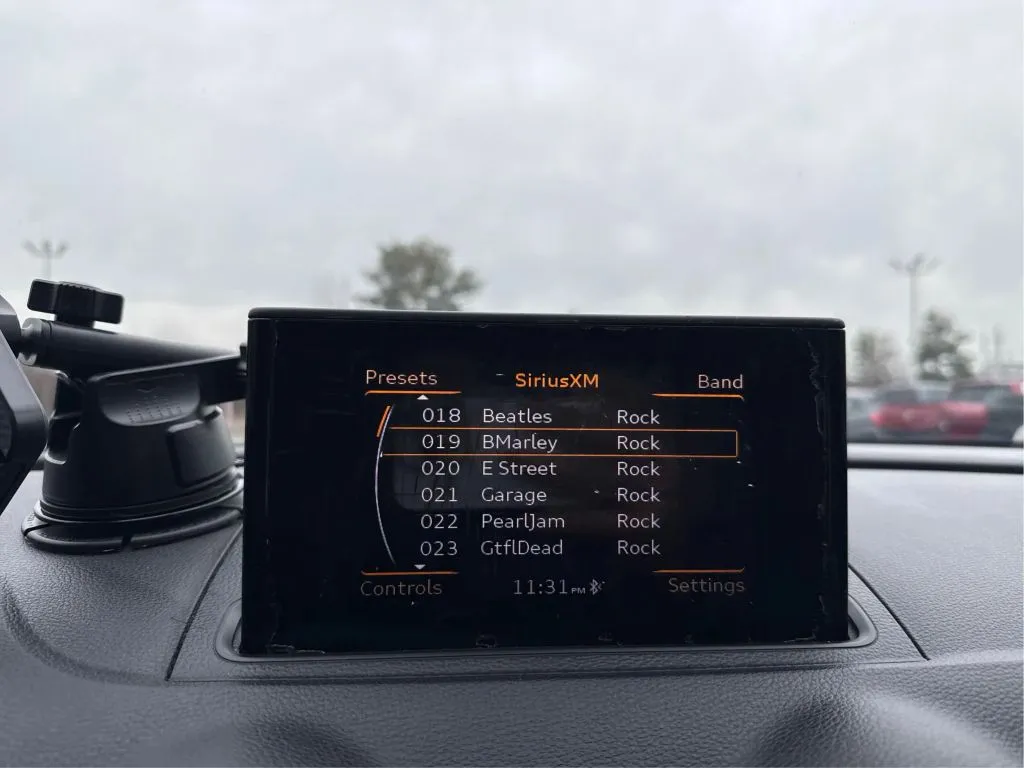 Presets SiriusXM Band
018 Beatles Rock
019 BMarley Rock
020 E Street Rock
021 Garage Rock
022 PearlJam Rock
023 GtflDead Rock
Controls 11:31 PM Settings